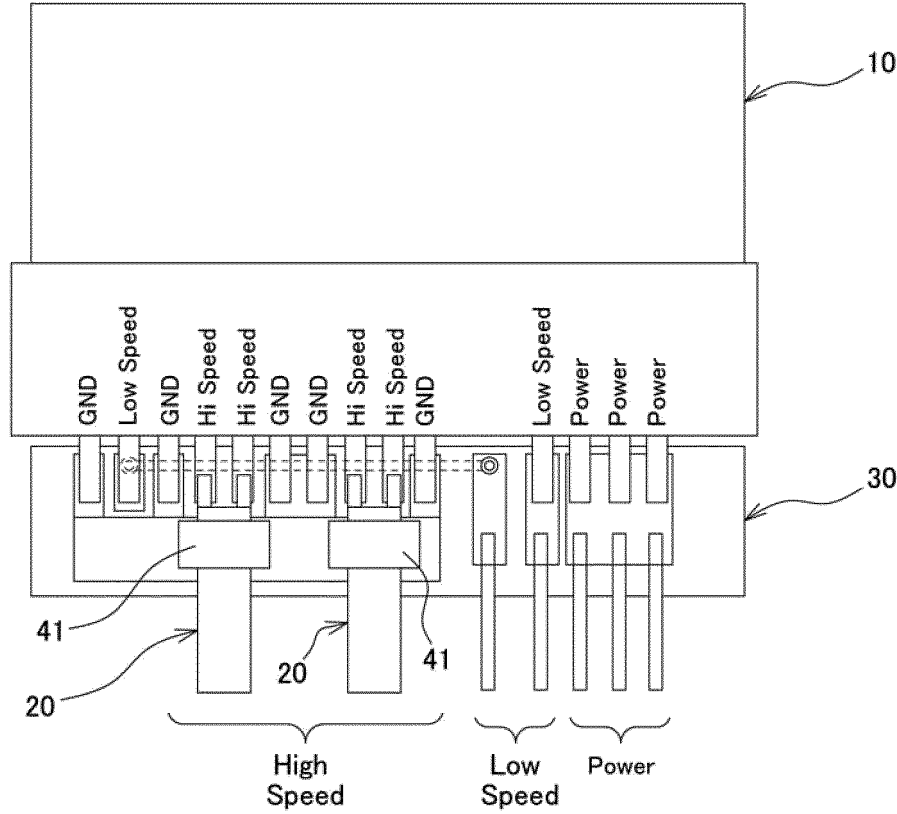 10
GND
Low Speed
GND
Hi Speed
Hi Speed
GND
GND
Hi Speed
Hi Speed
GND
Low Speed
Power
Power
Power
30
41
20
20
41
High
Speed
Low
Speed
Power